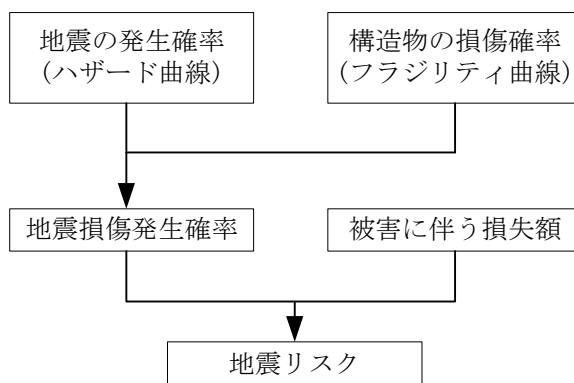 地震の発生確率
(ハザード曲線)
構造物の損傷確率
(フラジリティ曲線)
地震損傷発生確率
被害に伴う損失額
地震リスク